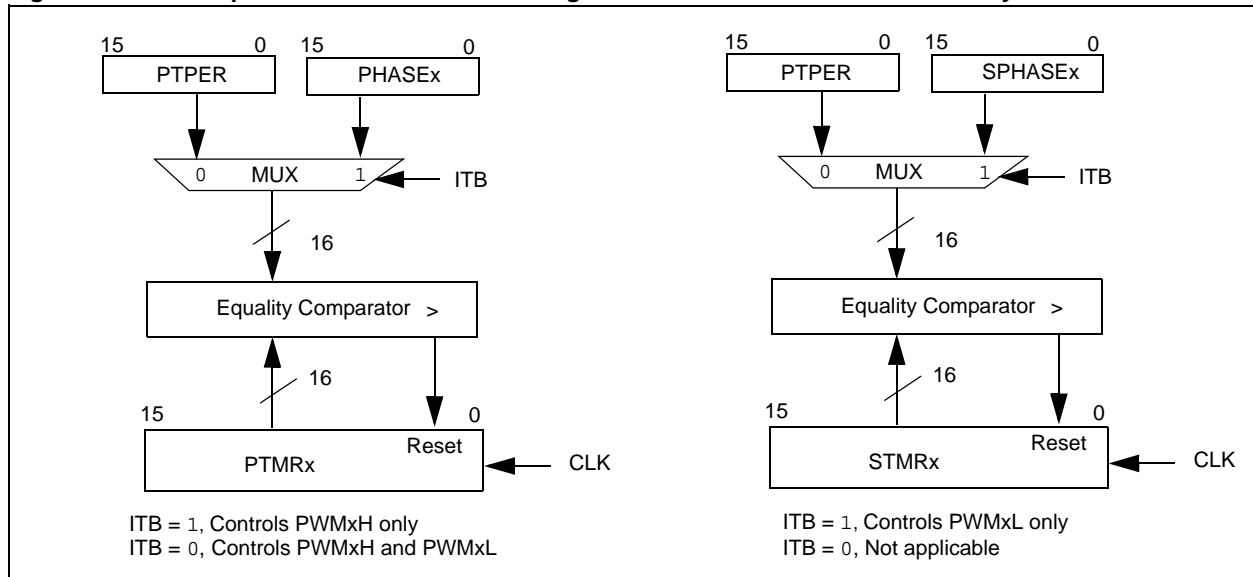 15 0
PTPER
15 0
PHASEx
0 MUX 1
ITB
16
Equality Comparator >
16
15 0
Reset
PTMRx
CLK
ITB = 1, Controls PWMxH only
ITB = 0, Controls PWMxH and PWMxL
15 0
PTPER
15 0
SPHASEx
0 MUX 1
ITB
16
Equality Comparator >
16
15 0
Reset
STMRx
CLK
ITB = 1, Controls PWMxL only
ITB = 0, Not applicable